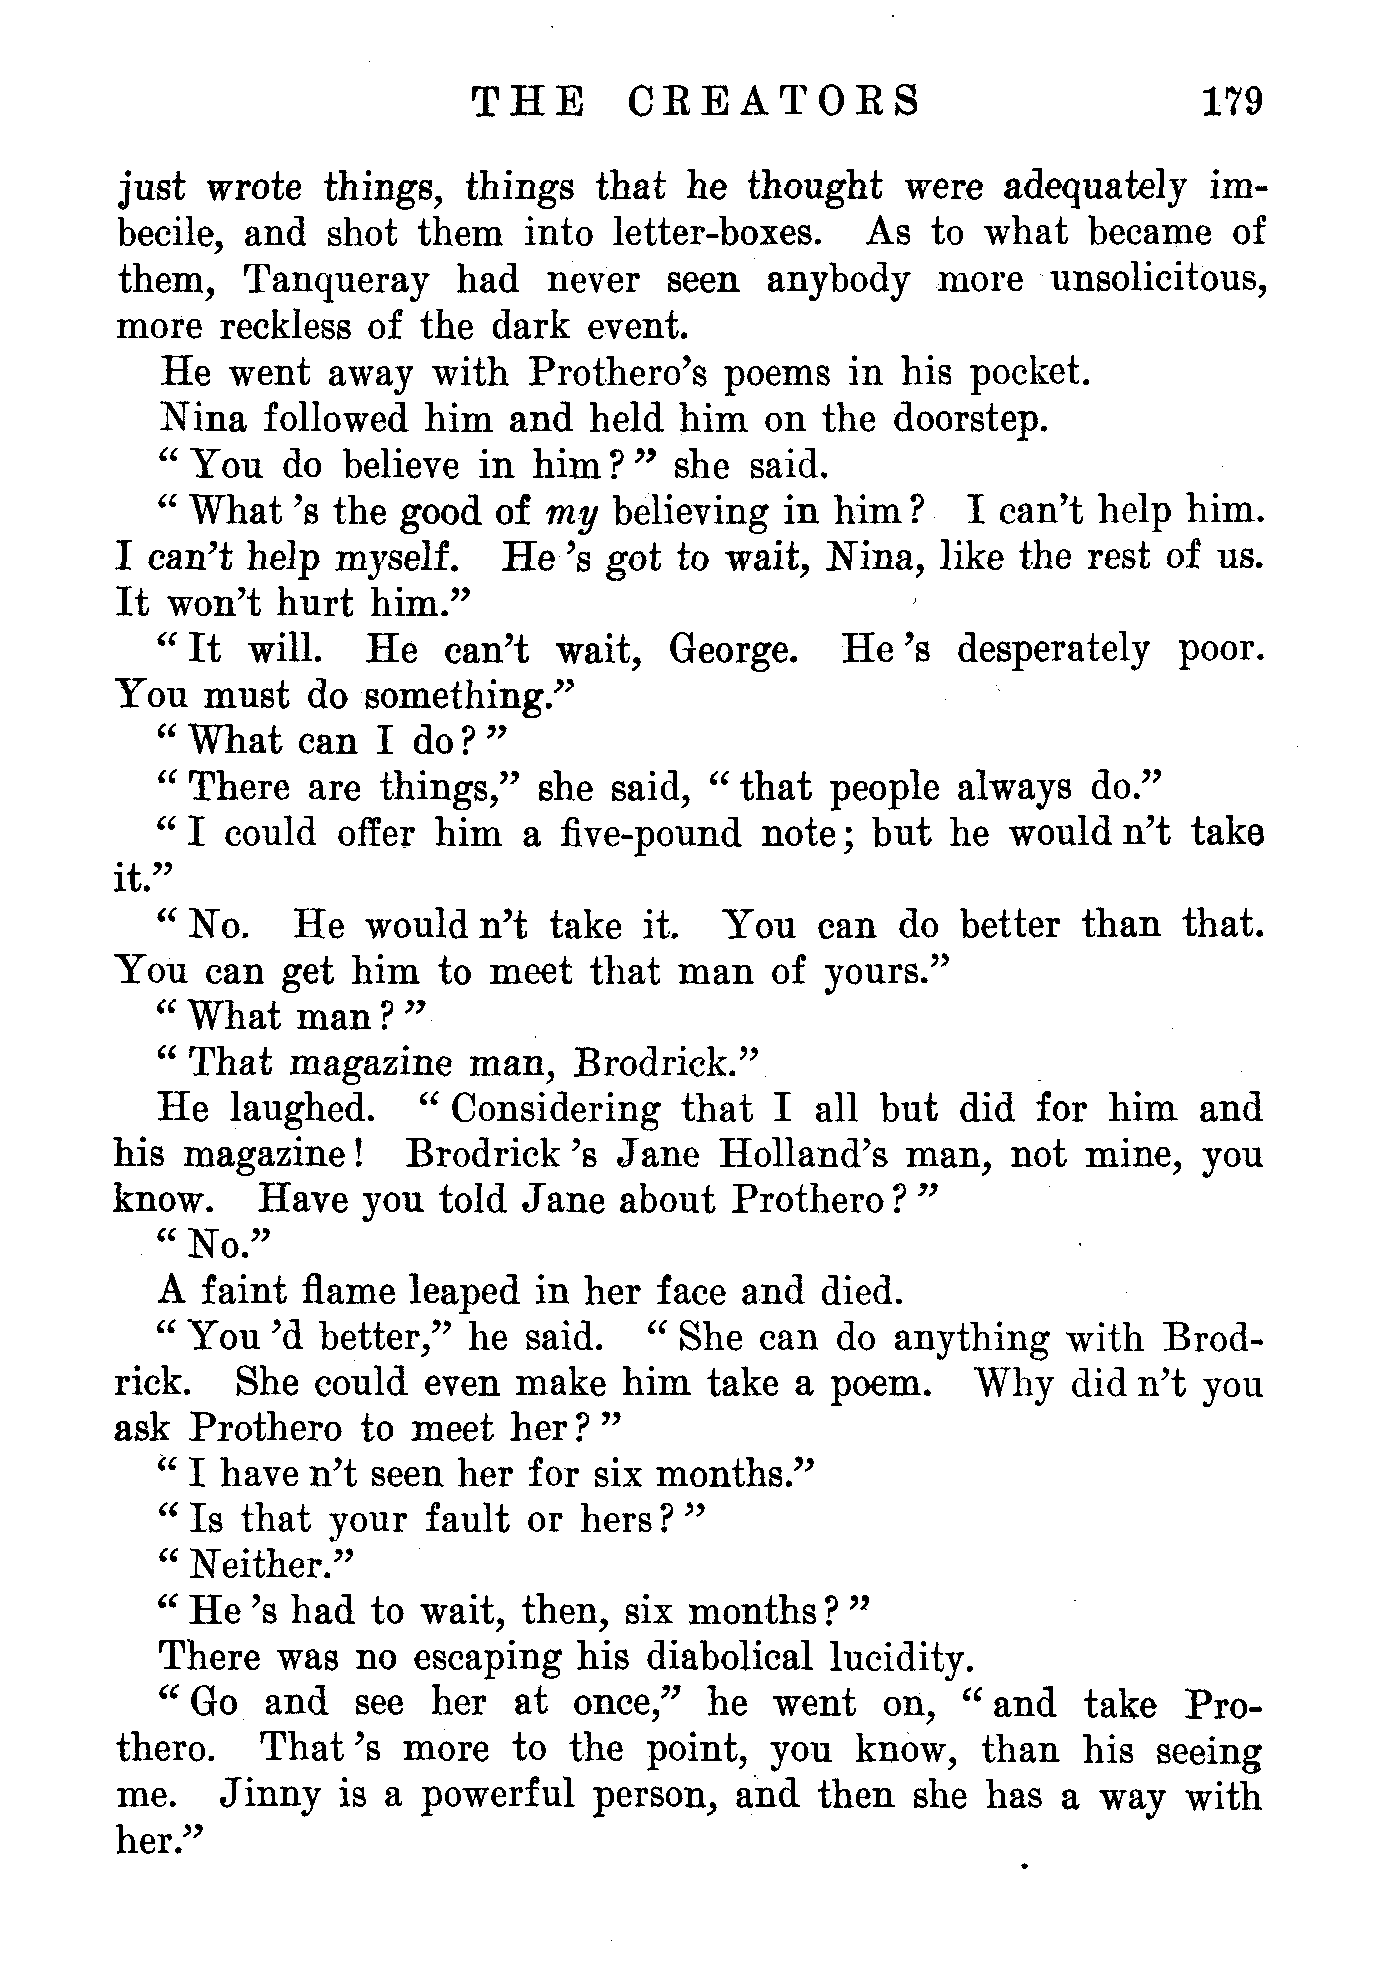 THE CREATORS 179
just wrote things, things that he thought were adequately im-
becile, and shot them into letter-boxes. As to what became of
them, Tanqueray had never seen anybody more unsolicitous,
more reckless of the dark event.
He went away with Prothero's poems in his pocket.
Nina followed him and held him on the doorstep.
“ You do believe in him? ” she said.
“ What 's the good of my believing in him? I can't help him.
I can't help myself. He 's got to wait, Nina, like the rest of us.
It won't hurt him.”
“ It will. He can't wait, George. He 's desperately poor.
You must do something.”
“ What can I do? ”
“ There are things,” she said, “ that people always do.”
“ I could offer him a five-pound note; but he would n't take
it.”
“ No. He would n't take it. You can do better than that.
You can get him to meet that man of yours.”
“ What man? ”
“ That magazine man, Brodrick.”
He laughed. “ Considering that I all but did for him and
his magazine! Brodrick 's Jane Holland's man, not mine, you
know. Have you told Jane about Prothero? ”
“ No.”
A faint flame leaped in her face and died.
“ You 'd better,” he said. “ She can do anything with Brod-
rick. She could even make him take a poem. Why did n't you
ask Prothero to meet her? ”
“ I have n't seen her for six months.”
“ Is that your fault or hers? ”
“ Neither.”
“ He 's had to wait, then, six months? ”
There was no escaping his diabolical lucidity.
“ Go and see her at once,” he went on, “ and take Pro-
thero. That 's more to the point, you know, than his seeing
me. Jinny is a powerful person, and then she has a way with
her.”